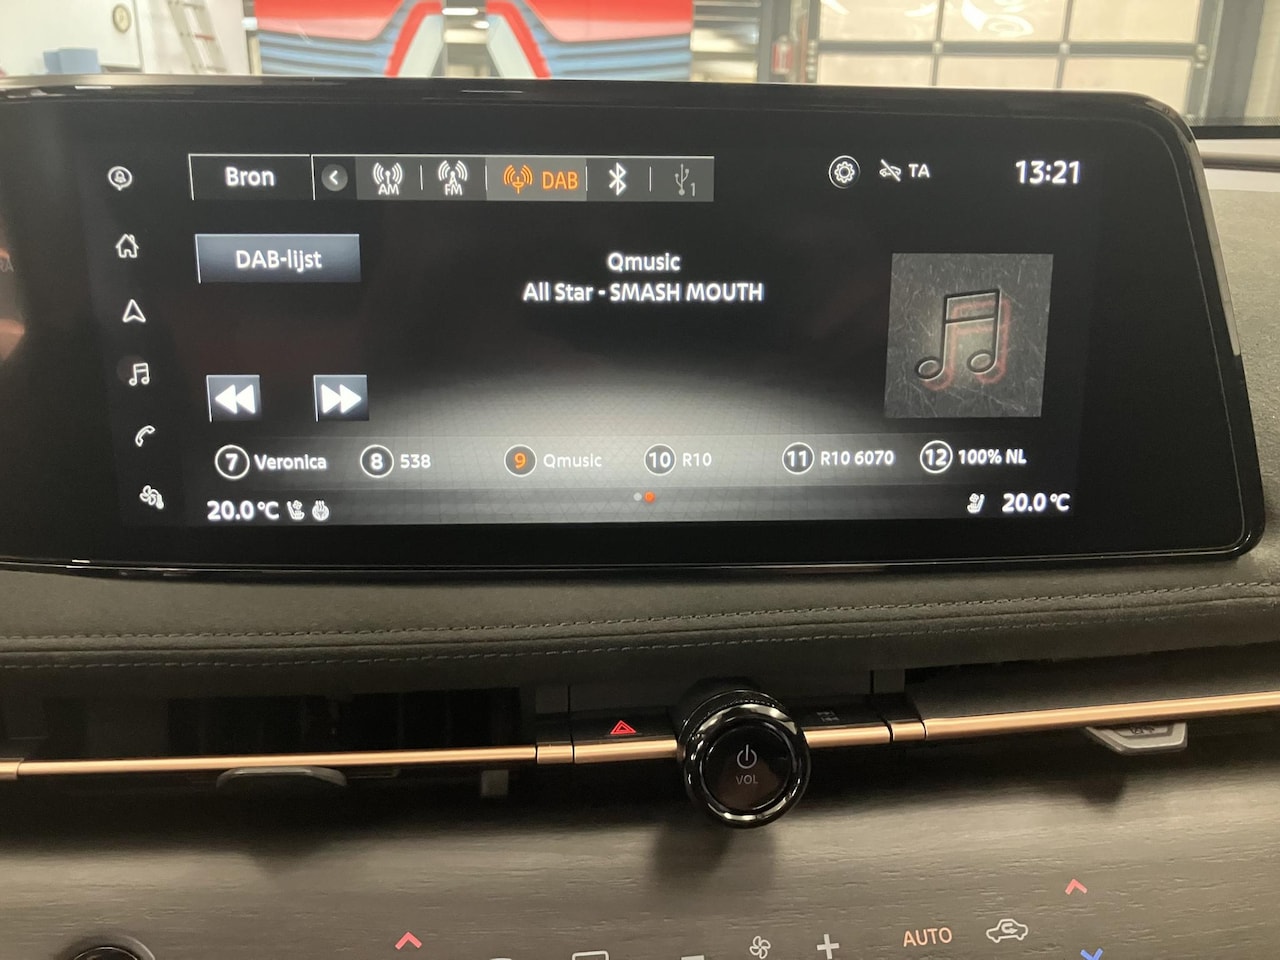 Bron
AM
FM
DAB
1
TA
13:21
DAB-lijst
Qmusic
All Star - SMASH MOUTH
7 Veronica
8 538
9 Qmusic
10 R10
11 R10 6070
12 100% NL
20.0°C
20.0°C
VOL
AUTO